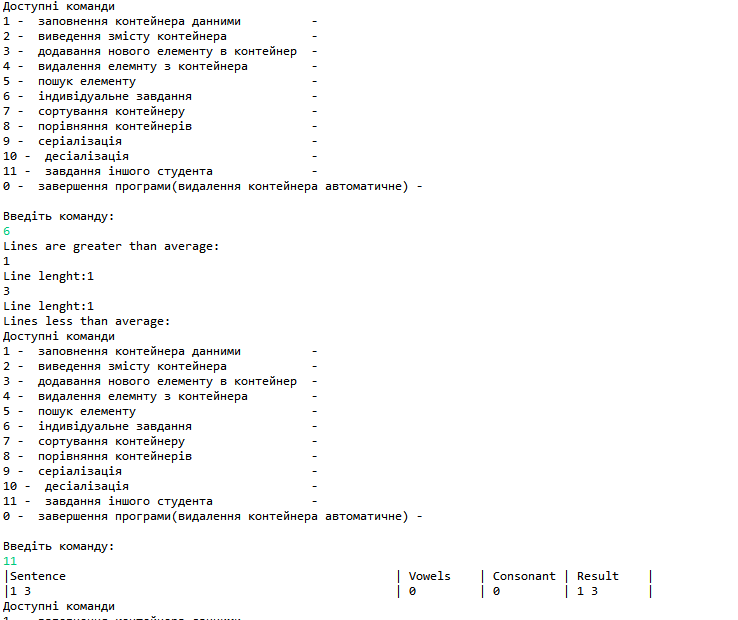 Доступні команди
1 -  заповнення контейнера данними          -
2 -  виведення змісту контейнера            -
3 -  додавання нового елементу в контейнер  -
4 -  видалення елемнту з контейнера         -
5 -  пошук елементу                         -
6 -  індивідуальне завдання                 -
7 -  сортування контейнеру                  -
8 -  порівняння контейнерів                 -
9 -  серіалізація                           -
10 -  десіалізація                          -
11 -  завдання іншого студента              -
0 -  завершення програми(видалення контейнера автоматичне) -
Введіть команду:
6
Lines are greater than average:
1
Line lenght:1
3
Line lenght:1
Lines less than average:
Доступні команди
1 -  заповнення контейнера данними          -
2 -  виведення змісту контейнера            -
3 -  додавання нового елементу в контейнер  -
4 -  видалення елемнту з контейнера         -
5 -  пошук елементу                         -
6 -  індивідуальне завдання                 -
7 -  сортування контейнеру                  -
8 -  порівняння контейнерів                 -
9 -  серіалізація                           -
10 -  десіалізація                          -
11 -  завдання іншого студента              -
0 -  завершення програми(видалення контейнера автоматичне) -
Введіть команду:
11
|Sentence | Vowels | Consonant | Result |
|1 3 | 0 | 0 | 1 3 |
Доступні команди